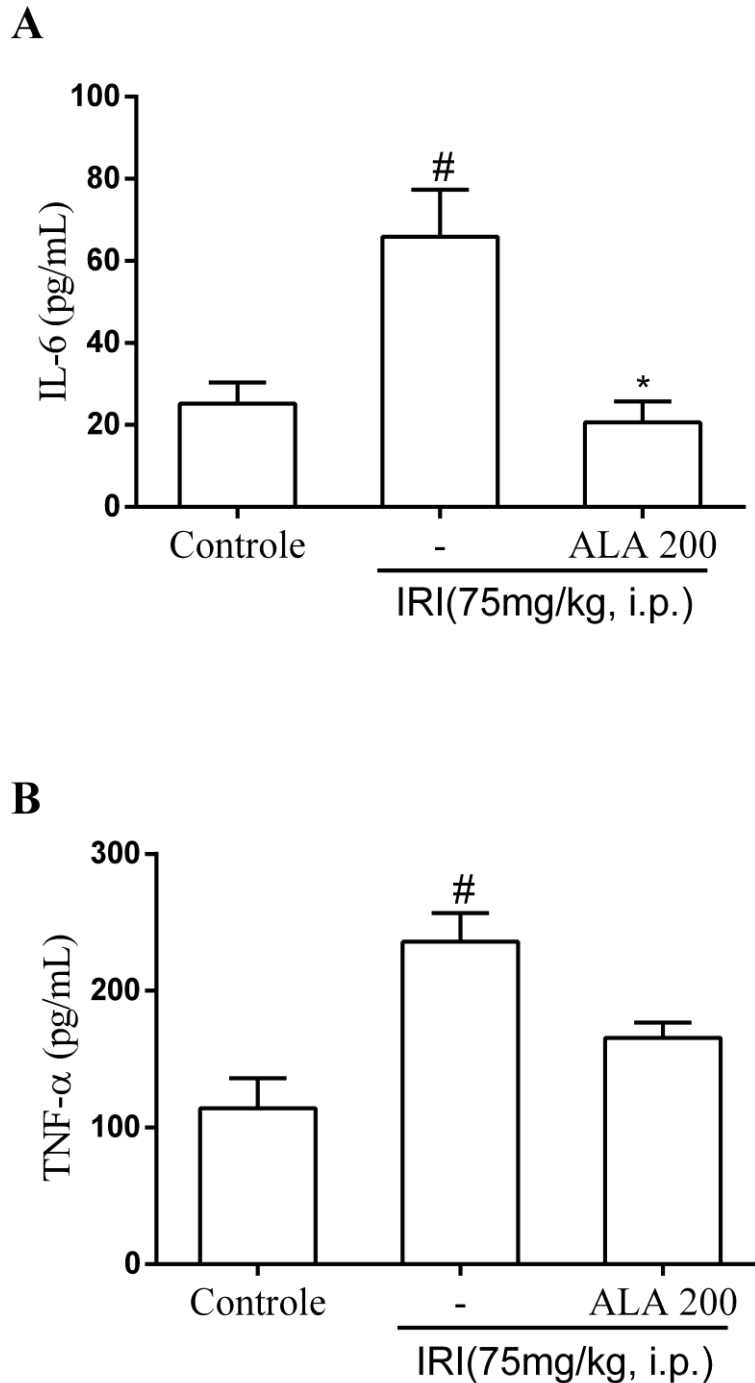 A
IL-6 (pg/mL)
100
80
60
40
20
0
#
*
Controle - ALA 200
IRI(75mg/kg, i.p.)
B
TNF-α (pg/mL)
300
200
100
0
#
Controle - ALA 200
IRI(75mg/kg, i.p.)